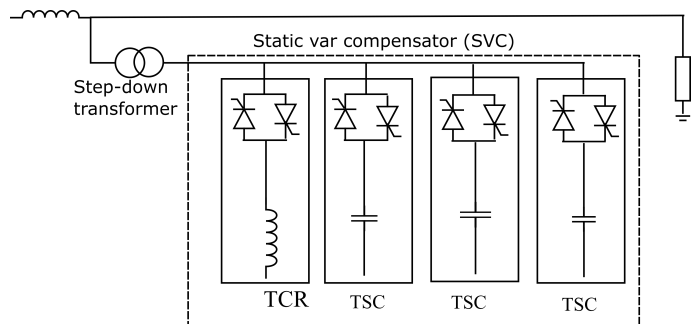 Static var compensator (SVC)
Step-down
transformer
TCR
TSC
TSC
TSC